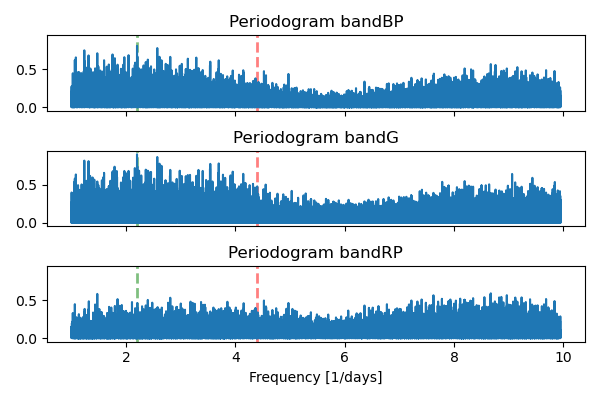 Periodogram bandBP
0.5
0.0
Periodogram bandG
0.5
0.0
Periodogram bandRP
0.5
0.0
2 4 6 8 10
Frequency [1/days]